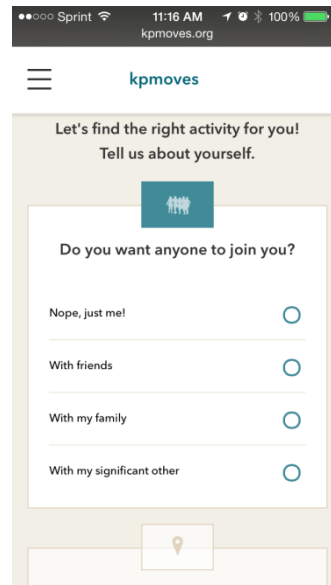 Sprint 11:16 AM 100%
kpmoves.org
kpmoves
Let's find the right activity for you!
Tell us about yourself.
Do you want anyone to join you?
Nope, just me!
With friends
With my family
With my significant other